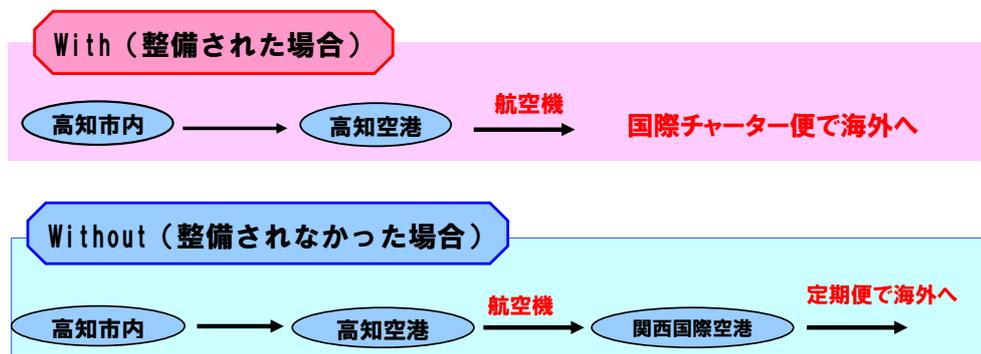 With（整備された場合）
高知市内
高知空港
航空機
国際チャーター便で海外へ
Without（整備されなかった場合）
高知市内
高知空港
航空機
関西国際空港
定期便で海外へ